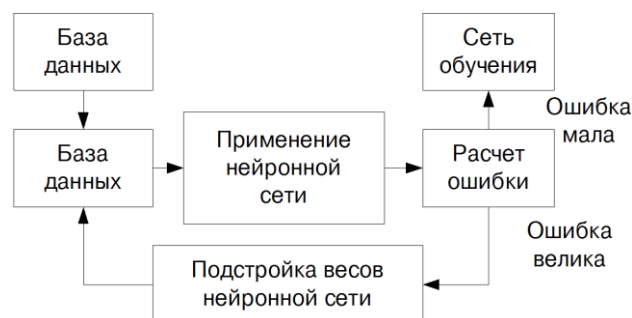 База
данных
Сеть
обучения
Ошибка
мала
База
данных
Применение
нейронной
сети
Расчет
ошибки
Ошибка
велика
Подстройка весов
нейронной сети